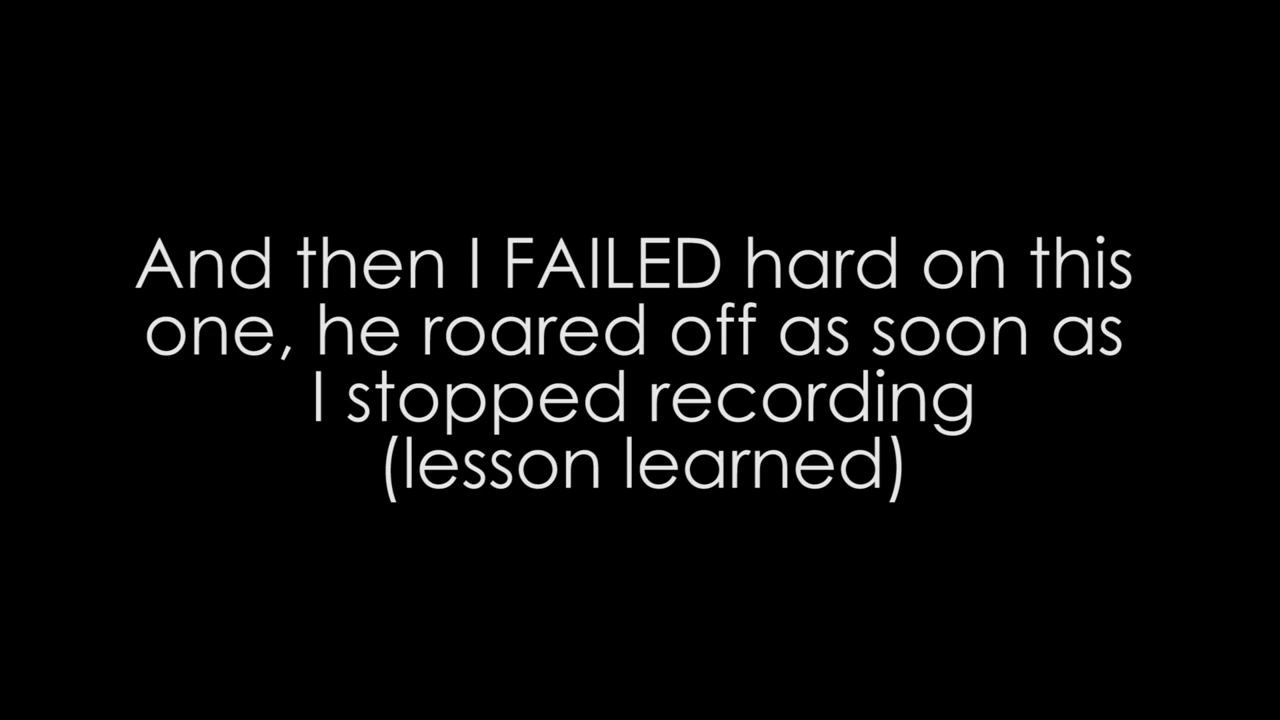 And then I FAILED hard on this
one, he roared off as soon as
I stopped recording
(lesson learned)